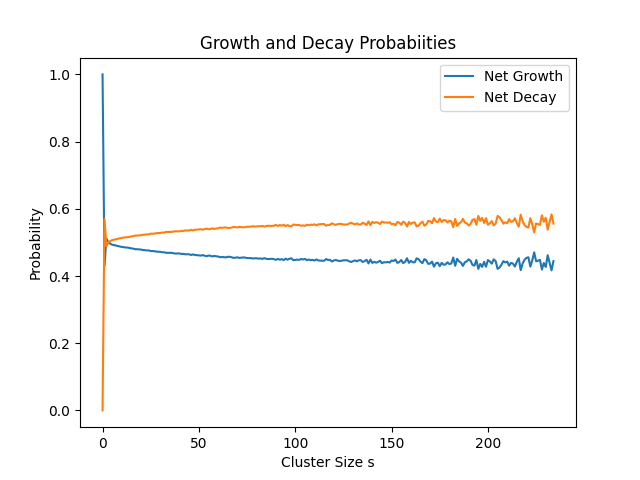 Growth and Decay Probabiities
Net Growth
Net Decay
Probability
1.0
0.8
0.6
0.4
0.2
0.0
0 50 100 150 200
Cluster Size s